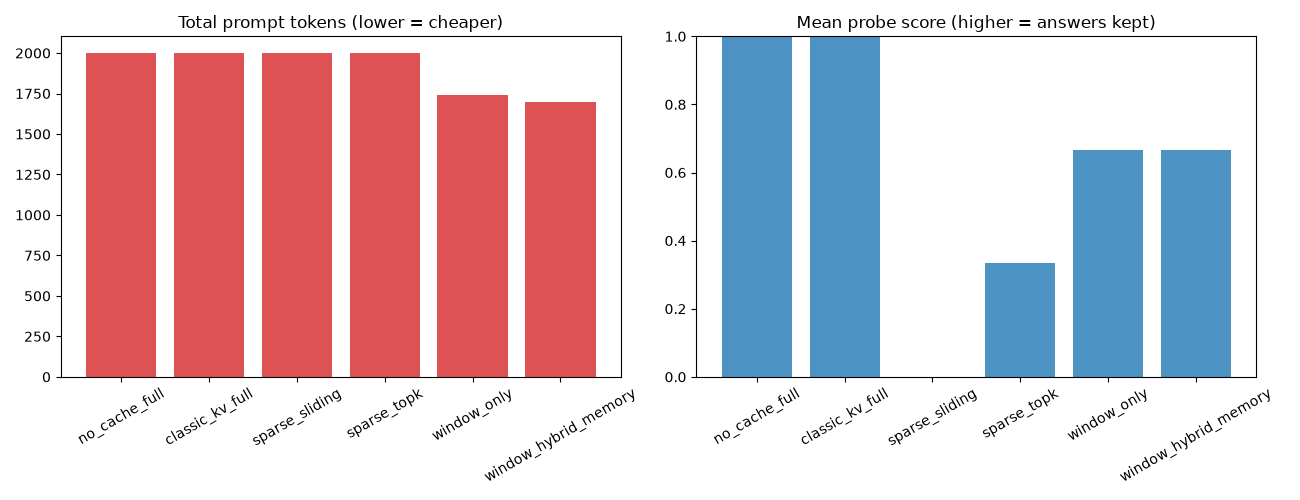 Total prompt tokens (lower = cheaper)
2000
1750
1500
1250
1000
750
500
250
0
no_cache_full
classic_kv_full
sparse_sliding
sparse_topk
window_only
window_hybrid_memory
Mean probe score (higher = answers kept)
1.0
0.8
0.6
0.4
0.2
0.0
no_cache_full
classic_kv_full
sparse_sliding
sparse_topk
window_only
window_hybrid_memory